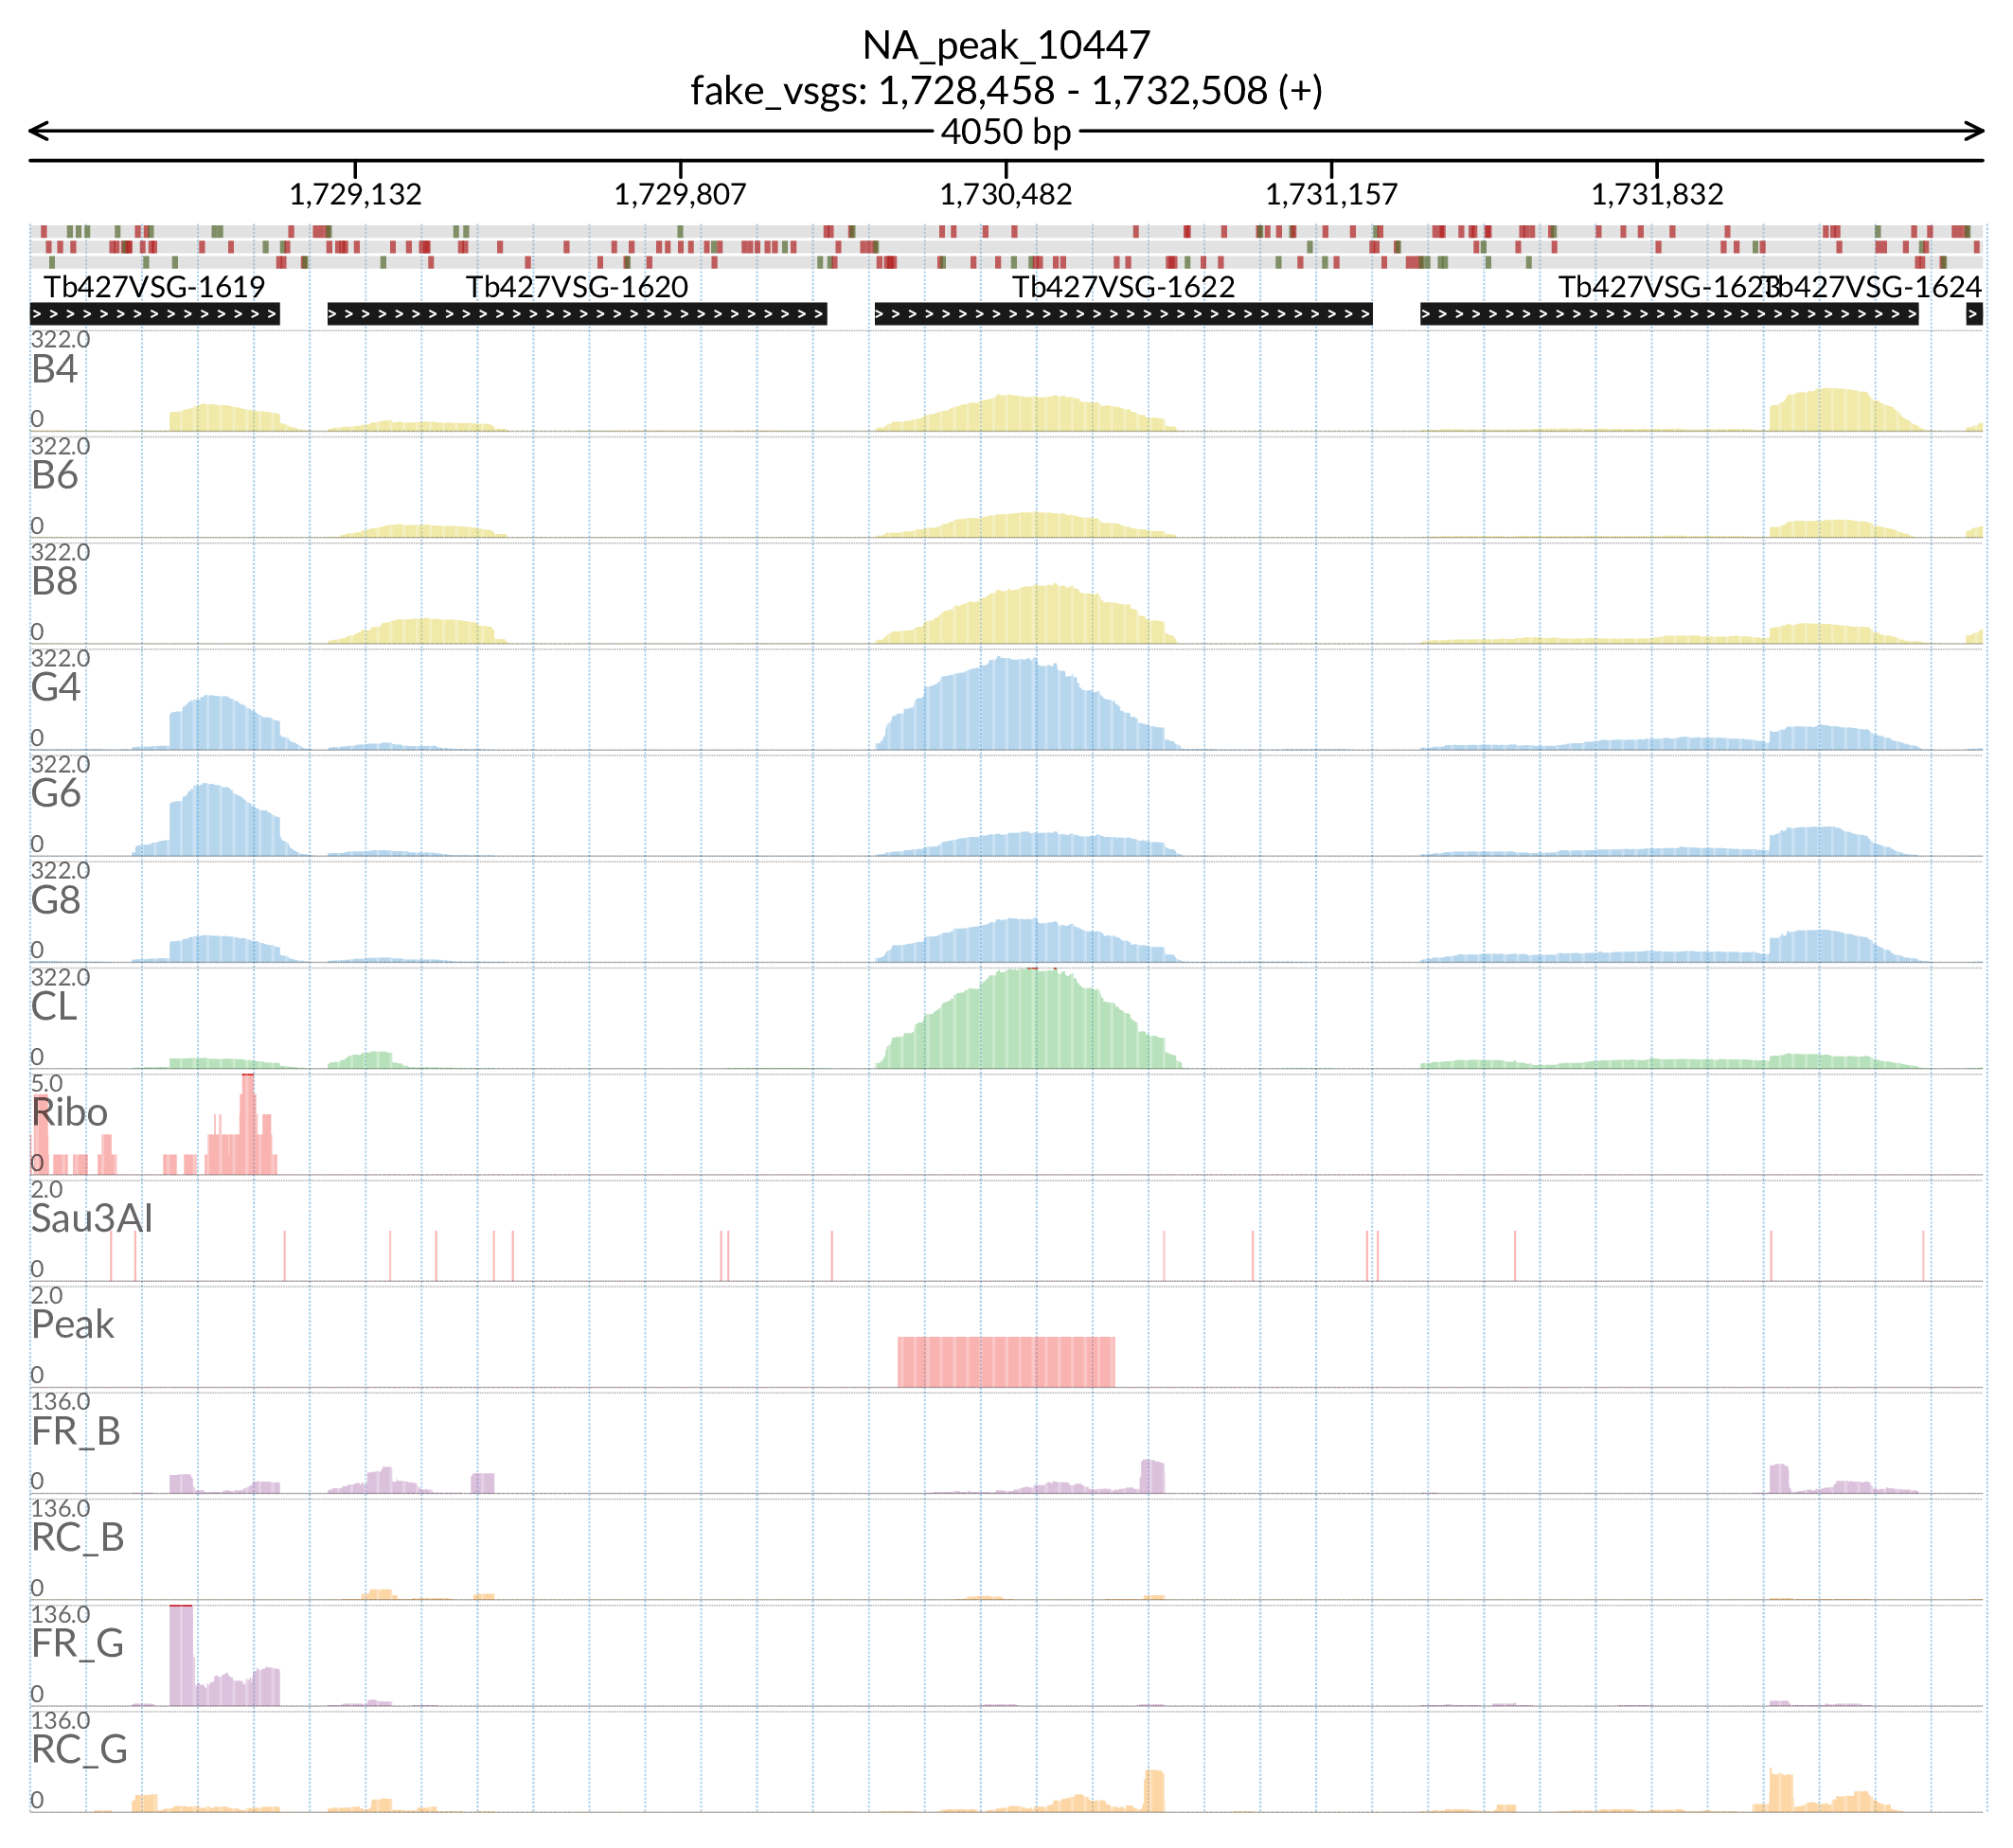 NA_peak_10447
fake_vsgs: 1,728,458 - 1,732,508 (+)
4050 bp
1,729,132 1,729,807 1,730,482 1,731,157 1,731,832
Tb427VSG-1619 Tb427VSG-1620 Tb427VSG-1622 Tb427VSG-1623 Tb427VSG-1624
322.0
B4
0
322.0
B6
0
322.0
B8
0
322.0
G4
0
322.0
G6
0
322.0
G8
0
322.0
CL
0
5.0
Ribo
0
2.0
Sau3AI
0
2.0
Peak
0
136.0
FR_B
0
136.0
RC_B
0
136.0
FR_G
0
136.0
RC_G
0